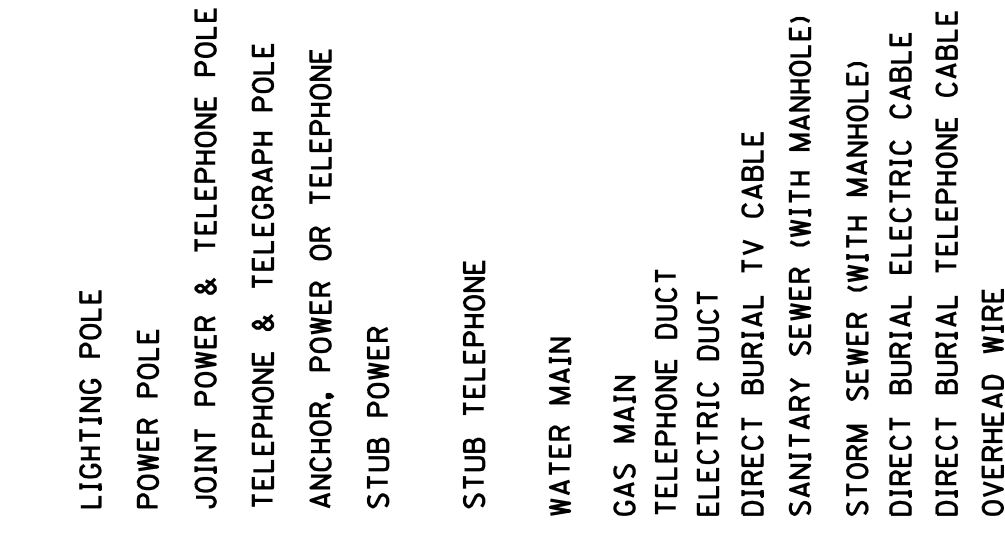 LIGHTING POLE
POWER POLE
JOINT POWER & TELEPHONE POLE
TELEPHONE & TELEGRAPH POLE
ANCHOR, POWER OR TELEPHONE
STUB POWER
STUB TELEPHONE
WATER MAIN
GAS MAIN
TELEPHONE DUCT
ELECTRIC DUCT
DIRECT BURIAL TV CABLE
SANITARY SEWER (WITH MANHOLE)
STORM SEWER (WITH MANHOLE)
DIRECT BURIAL ELECTRIC CABLE
DIRECT BURIAL TELEPHONE CABLE
OVERHEAD WIRE